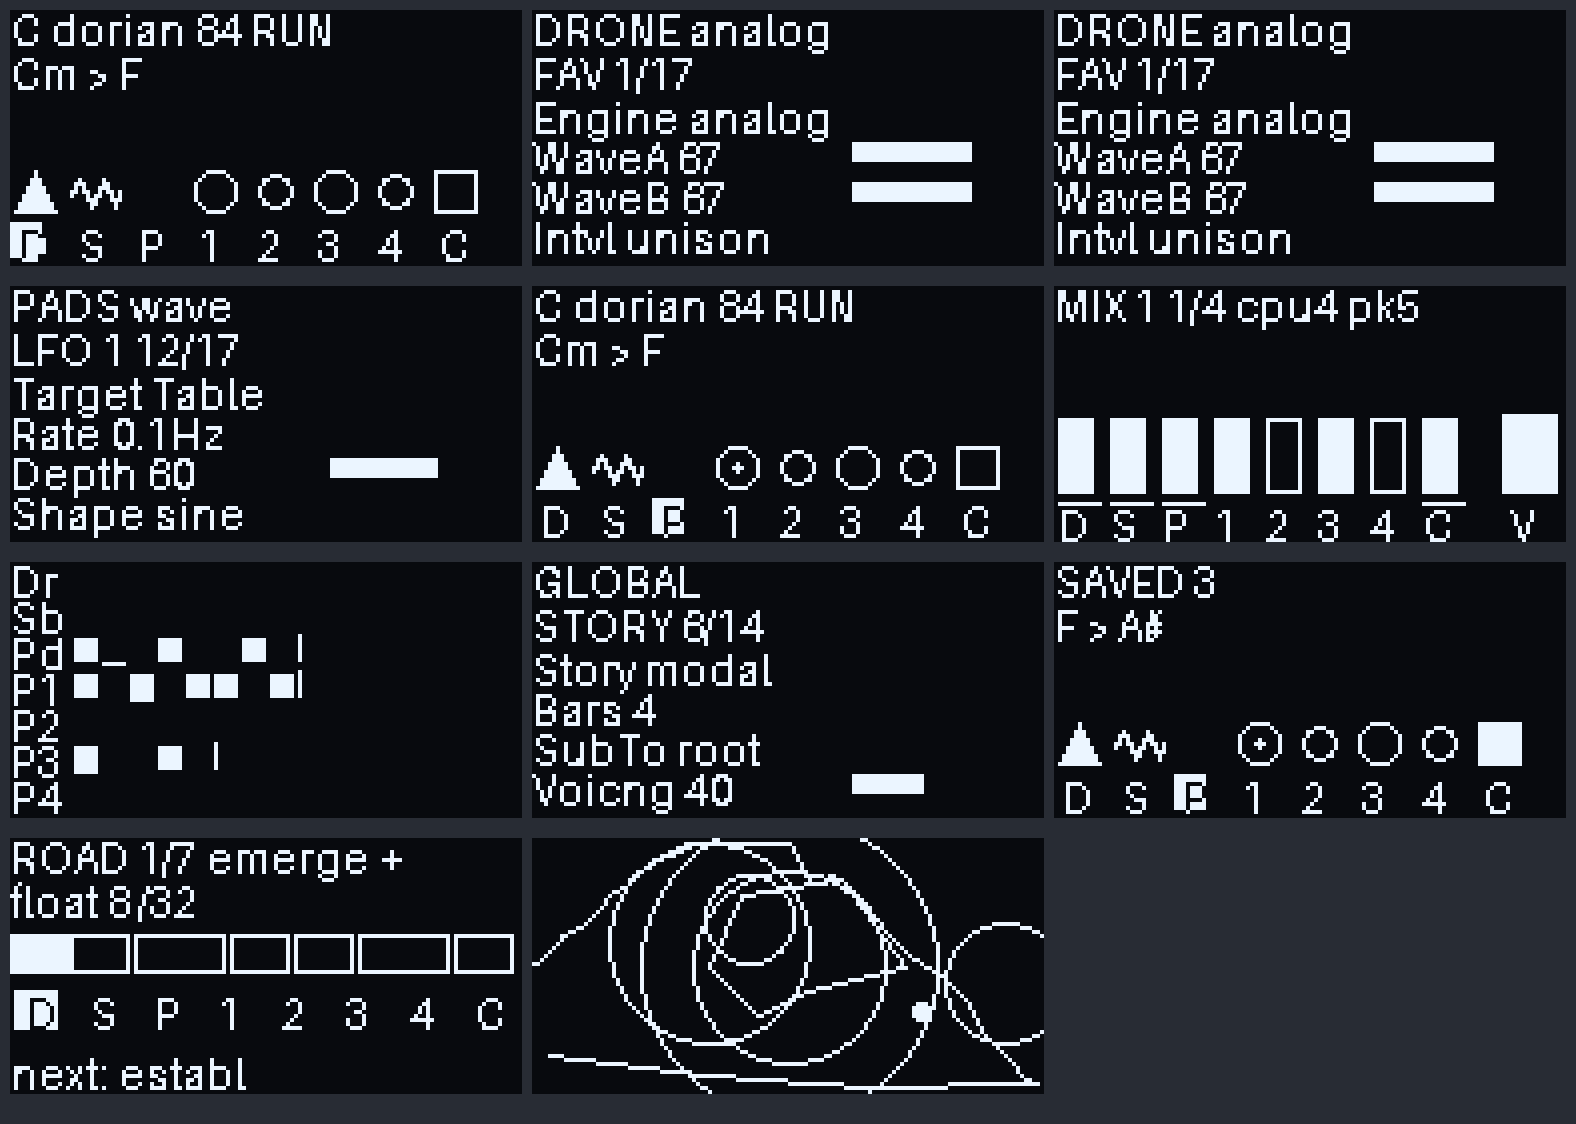 C dorian 84 RUN
Cm > F
D S P 1 2 3 4 C
DRONE analog
FAV 1/17
Engine analog
WaveA 67
WaveB 67
Intvl unison
DRONE analog
FAV 1/17
Engine analog
WaveA 67
WaveB 67
Intvl unison
PADS wave
LFO 1 12/17
Target Table
Rate 0.1Hz
Depth 60
Shape sine
C dorian 84 RUN
Cm > F
D S P 1 2 3 4 C
MIX 1 1/4 cpu4 pk5
D S P 1 2 3 4 C V
Dr
Sb
Pd
P1
P2
P3
P4
GLOBAL
STORY 6/14
Story modal
Bars 4
SubTo root
Voicng 40
SAVED 3
F > A#
D S P 1 2 3 4 C
ROAD 1/7 emerge +
float 8/32
D S P 1 2 3 4 C
next: establ